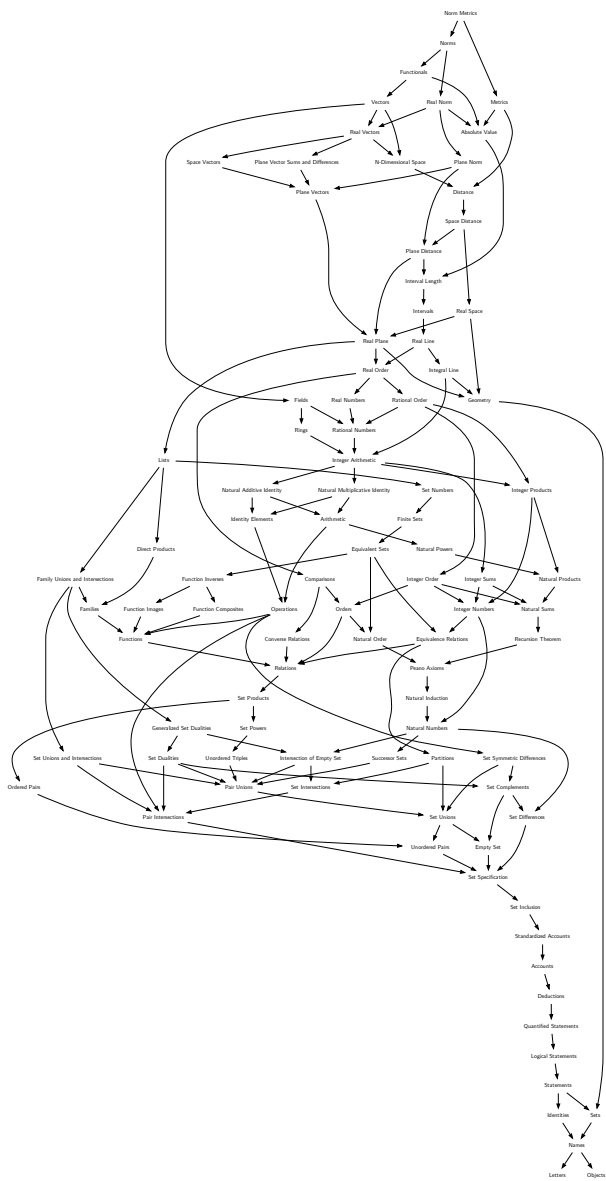 Norm Metrics
Norms
Functionals
Vectors Real Norm Metrics
Real Vectors Absolute Value
Space Vectors Plane Vector Sums and Differences N-Dimensional Space Plane Norm
Plane Vectors Distance
Space Distance
Plane Distance
Interval Length
Intervals Real Space
Real Plane Real Line
Real Order Integral Line
Fields Real Numbers Rational Order Geometry
Rings Rational Numbers
Lists Integer Arithmetic
Natural Additive Identity Natural Multiplicative Identity Set Numbers Integer Products
Identity Elements Arithmetic Finite Sets
Direct Products Equivalent Sets Natural Powers
Family Unions and Intersections Function Inverses Comparisons Integer Order Integer Sums Natural Products
Families Function Images Function Composites Operations Orders Integer Numbers Natural Sums
Functions Converse Relations Natural Order Equivalence Relations Recursion Theorem
Relations Peano Axioms
Set Products Natural Induction
Generalized Set Dualities Set Powers Natural Numbers
Set Unions and Intersections Set Dualities Unordered Triples Intersection of Empty Set Successor Sets Partitions Set Symmetric Differences
Ordered Pairs Pair Unions Set Intersections Set Complements
Pair Intersections Set Unions Set Differences
Unordered Pairs Empty Set
Set Specification
Set Inclusion
Standardized Accounts
Accounts
Deductions
Quantified Statements
Logical Statements
Statements
Identities Sets
Names
Letters Objects